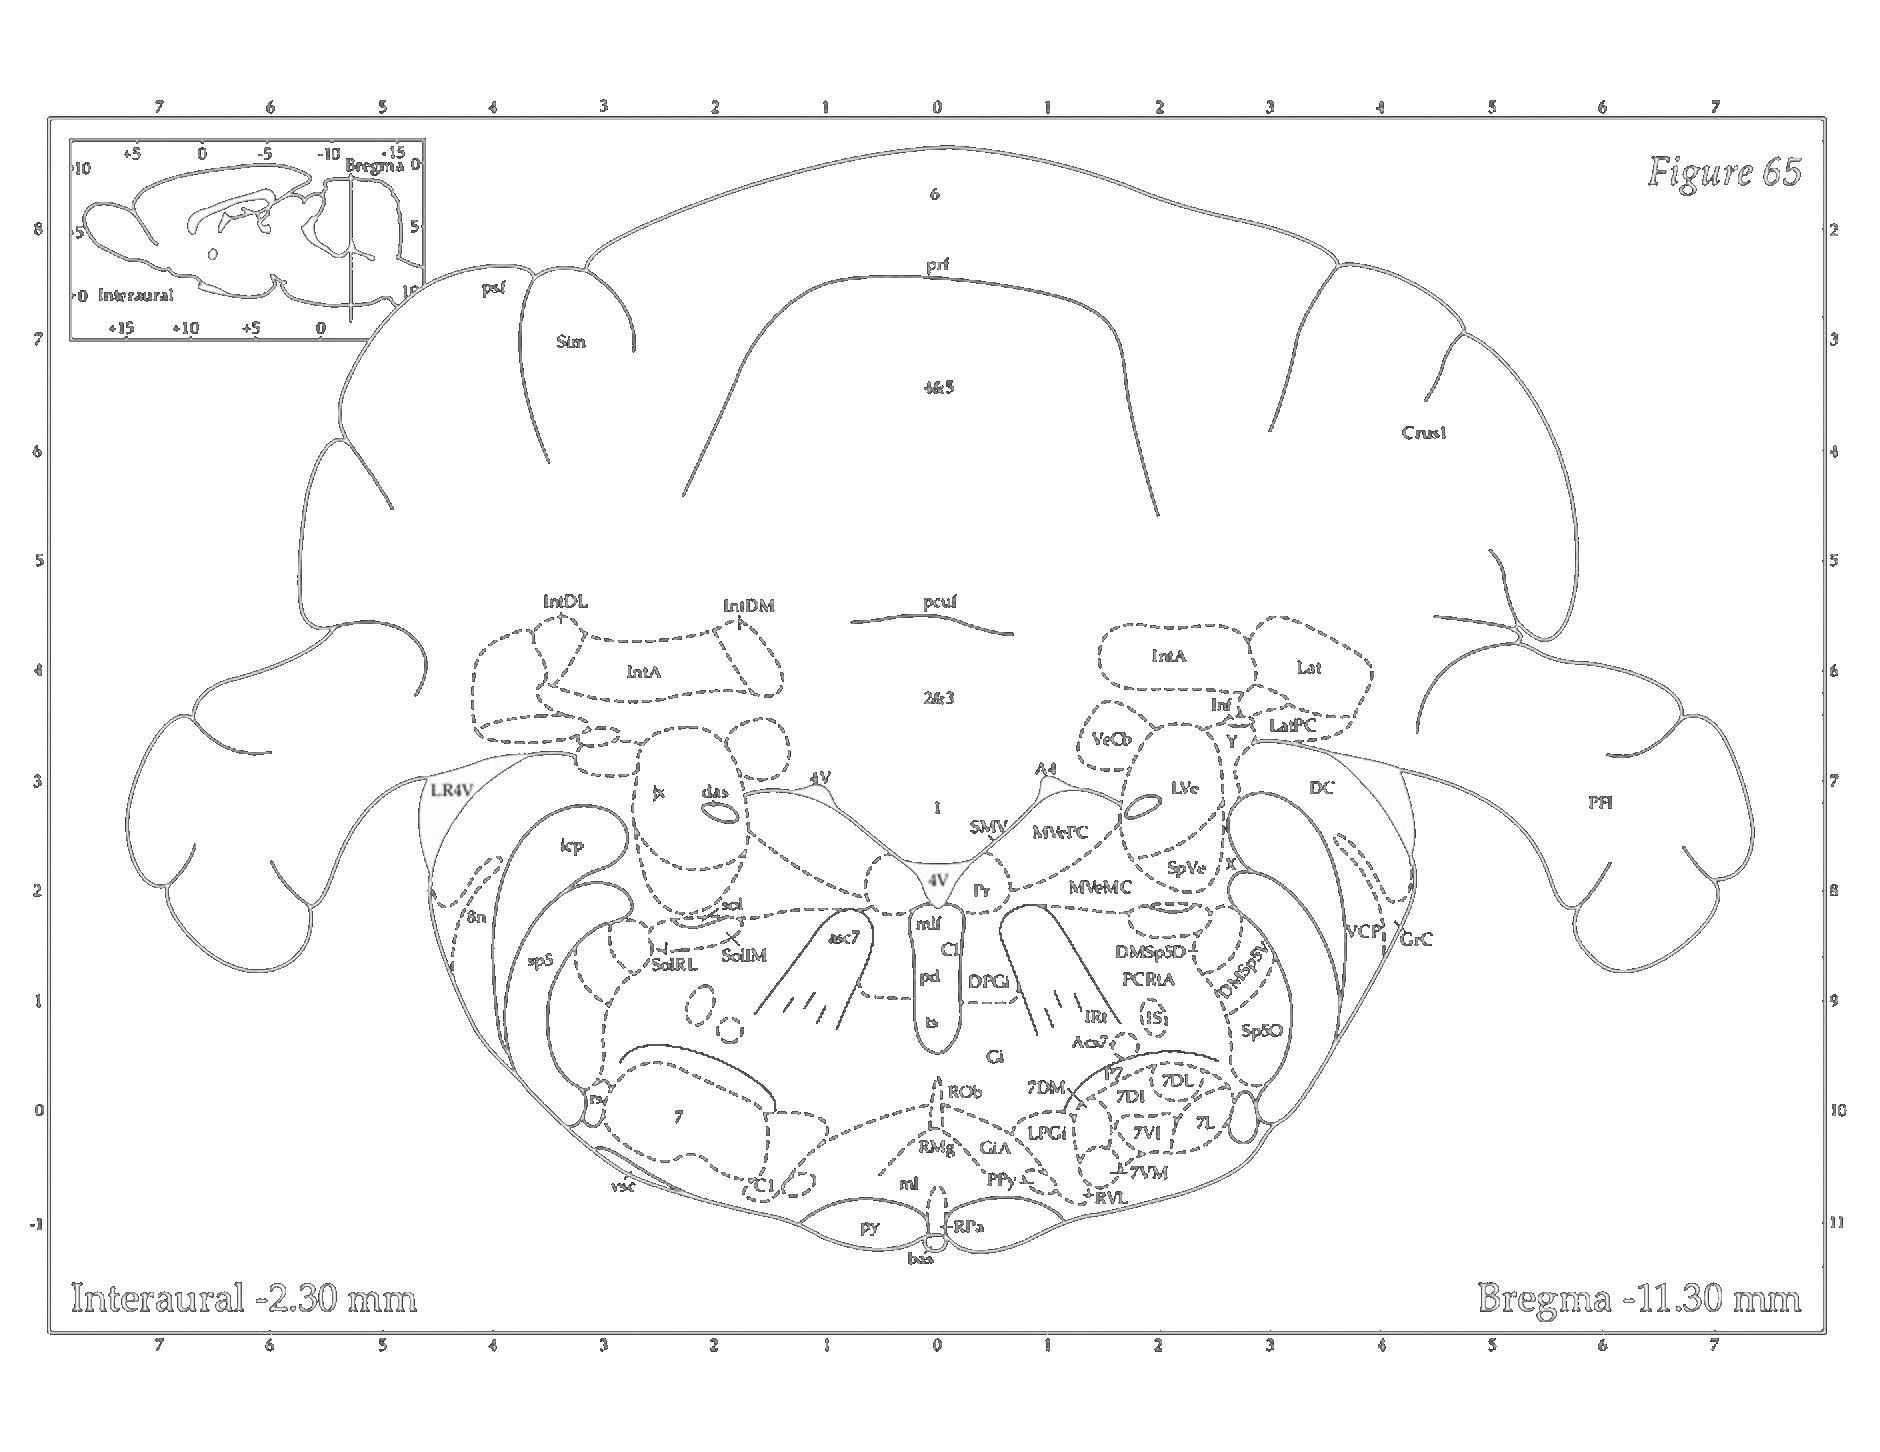 7 6 5 4 3 2 1 0 1 2 3 4 5 6 7
Figure 65
+5 0 -5 -10 -15
10 Bregma 0
5 5
0 Interaural 10
+15 +10 +5 0
8 2
7 3
6 4
5 5
4 6
3 7
2 8
1 9
0 10
-1 11
6
prf
psf
Sim
4&5
Crus1
IntDL IntDM pcuf
IntA IntA Lat
2&3
Inf
LatPC
VeCb Y
4V A4
LR4V das LVe DC
1
PFl
SMV MVePC
icp
SpVe X
4V
Pr MVeMC
8n sol
mlf
asc7 Cl VCP GrC
sp5 SolRL SolIM DMSp5D
pd DPGi PCRtA DMSp5V
ts IRt IS
Acs7 Sp5O
Gi
7DM f7 7DL
rs ROb 7DI
7 LPGi 7VI 7L
RMg GiA
C1 ml PPy 7VM
vsc RVL
py RPa
bas
Interaural -2.30 mm Bregma -11.30 mm
7 6 5 4 3 2 1 0 1 2 3 4 5 6 7